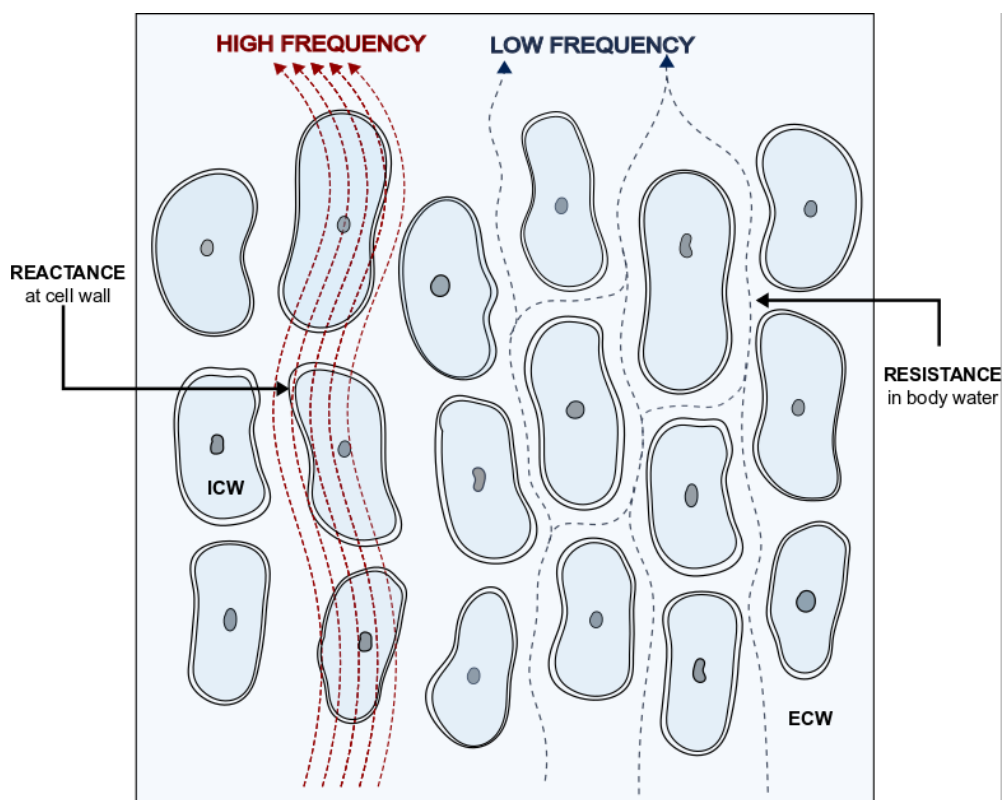 HIGH FREQUENCY
LOW FREQUENCY
REACTANCE
at cell wall
RESISTANCE
in body water
ICW
ECW